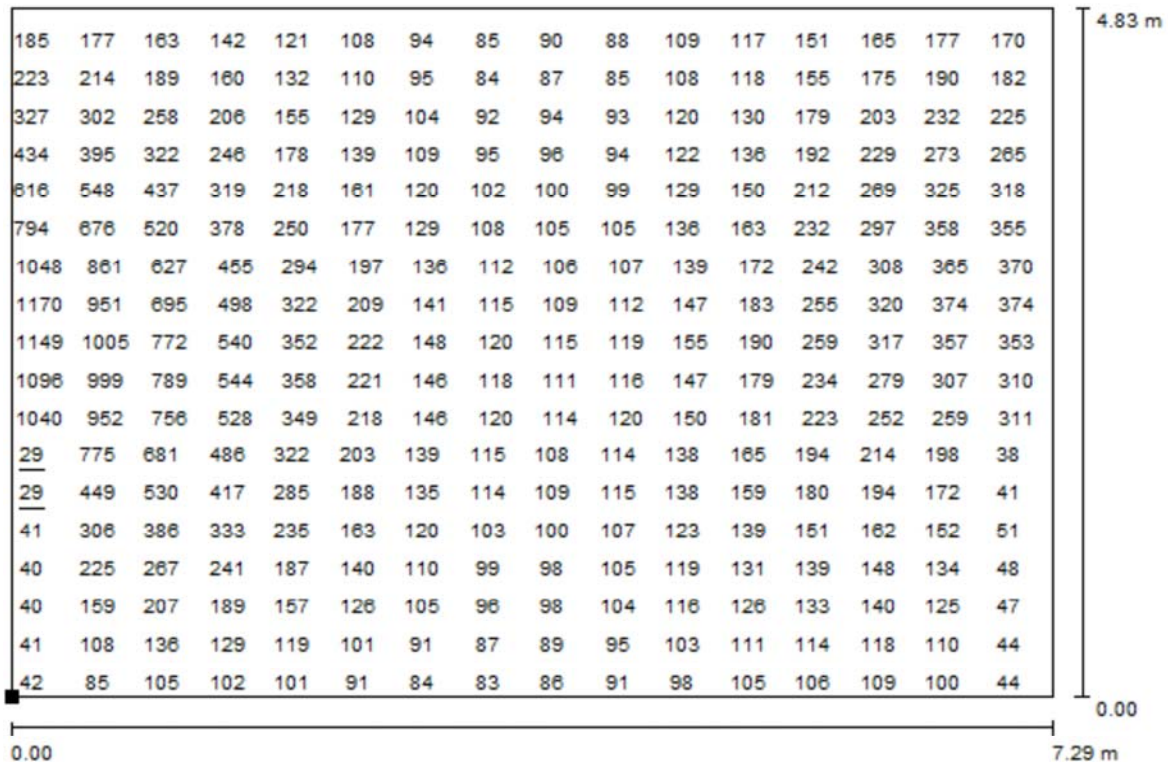 4.83 m
185 177 163 142 121 108 94 85 90 88 109 117 151 165 177 170
223 214 189 160 132 110 95 84 87 85 108 118 155 175 190 182
327 302 258 206 155 129 104 92 94 93 120 130 179 203 232 225
434 395 322 246 178 139 109 95 96 94 122 136 192 229 273 265
616 548 437 319 218 161 120 102 100 99 129 150 212 269 325 318
794 676 520 378 250 177 129 108 105 105 136 163 232 297 358 355
1048 861 627 455 294 197 136 112 106 107 139 172 242 308 365 370
1170 951 695 498 322 209 141 115 109 112 147 183 255 320 374 374
1149 1005 772 540 352 222 148 120 115 119 155 190 259 317 357 353
1096 999 789 544 358 221 146 118 111 116 147 179 234 279 307 310
1040 952 756 528 349 218 146 120 114 120 150 181 223 252 259 311
29 775 681 486 322 203 139 115 108 114 138 165 194 214 198 38
29 449 530 417 285 188 135 114 109 115 138 159 180 194 172 41
41 306 386 333 235 163 120 103 100 107 123 139 151 162 152 51
40 225 267 241 187 140 110 99 98 105 119 131 139 148 134 48
40 159 207 189 157 126 105 96 98 104 116 126 133 140 125 47
41 108 136 129 119 101 91 87 89 95 103 111 114 118 110 44
42 85 105 102 101 91 84 83 86 91 98 105 106 109 100 44
0.00
0.00 7.29 m